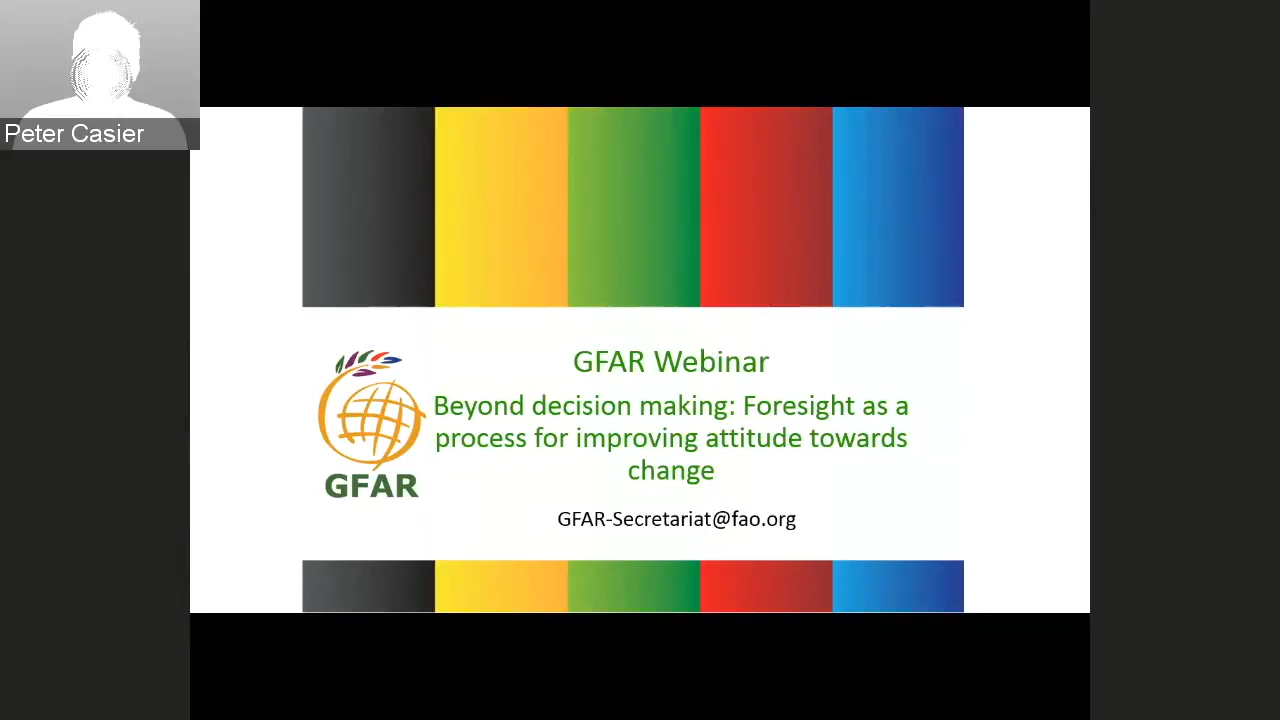 Peter Casier
GFAR Webinar
Beyond decision making: Foresight as a
process for improving attitude towards
change
GFAR
GFAR-Secretariat@fao.org